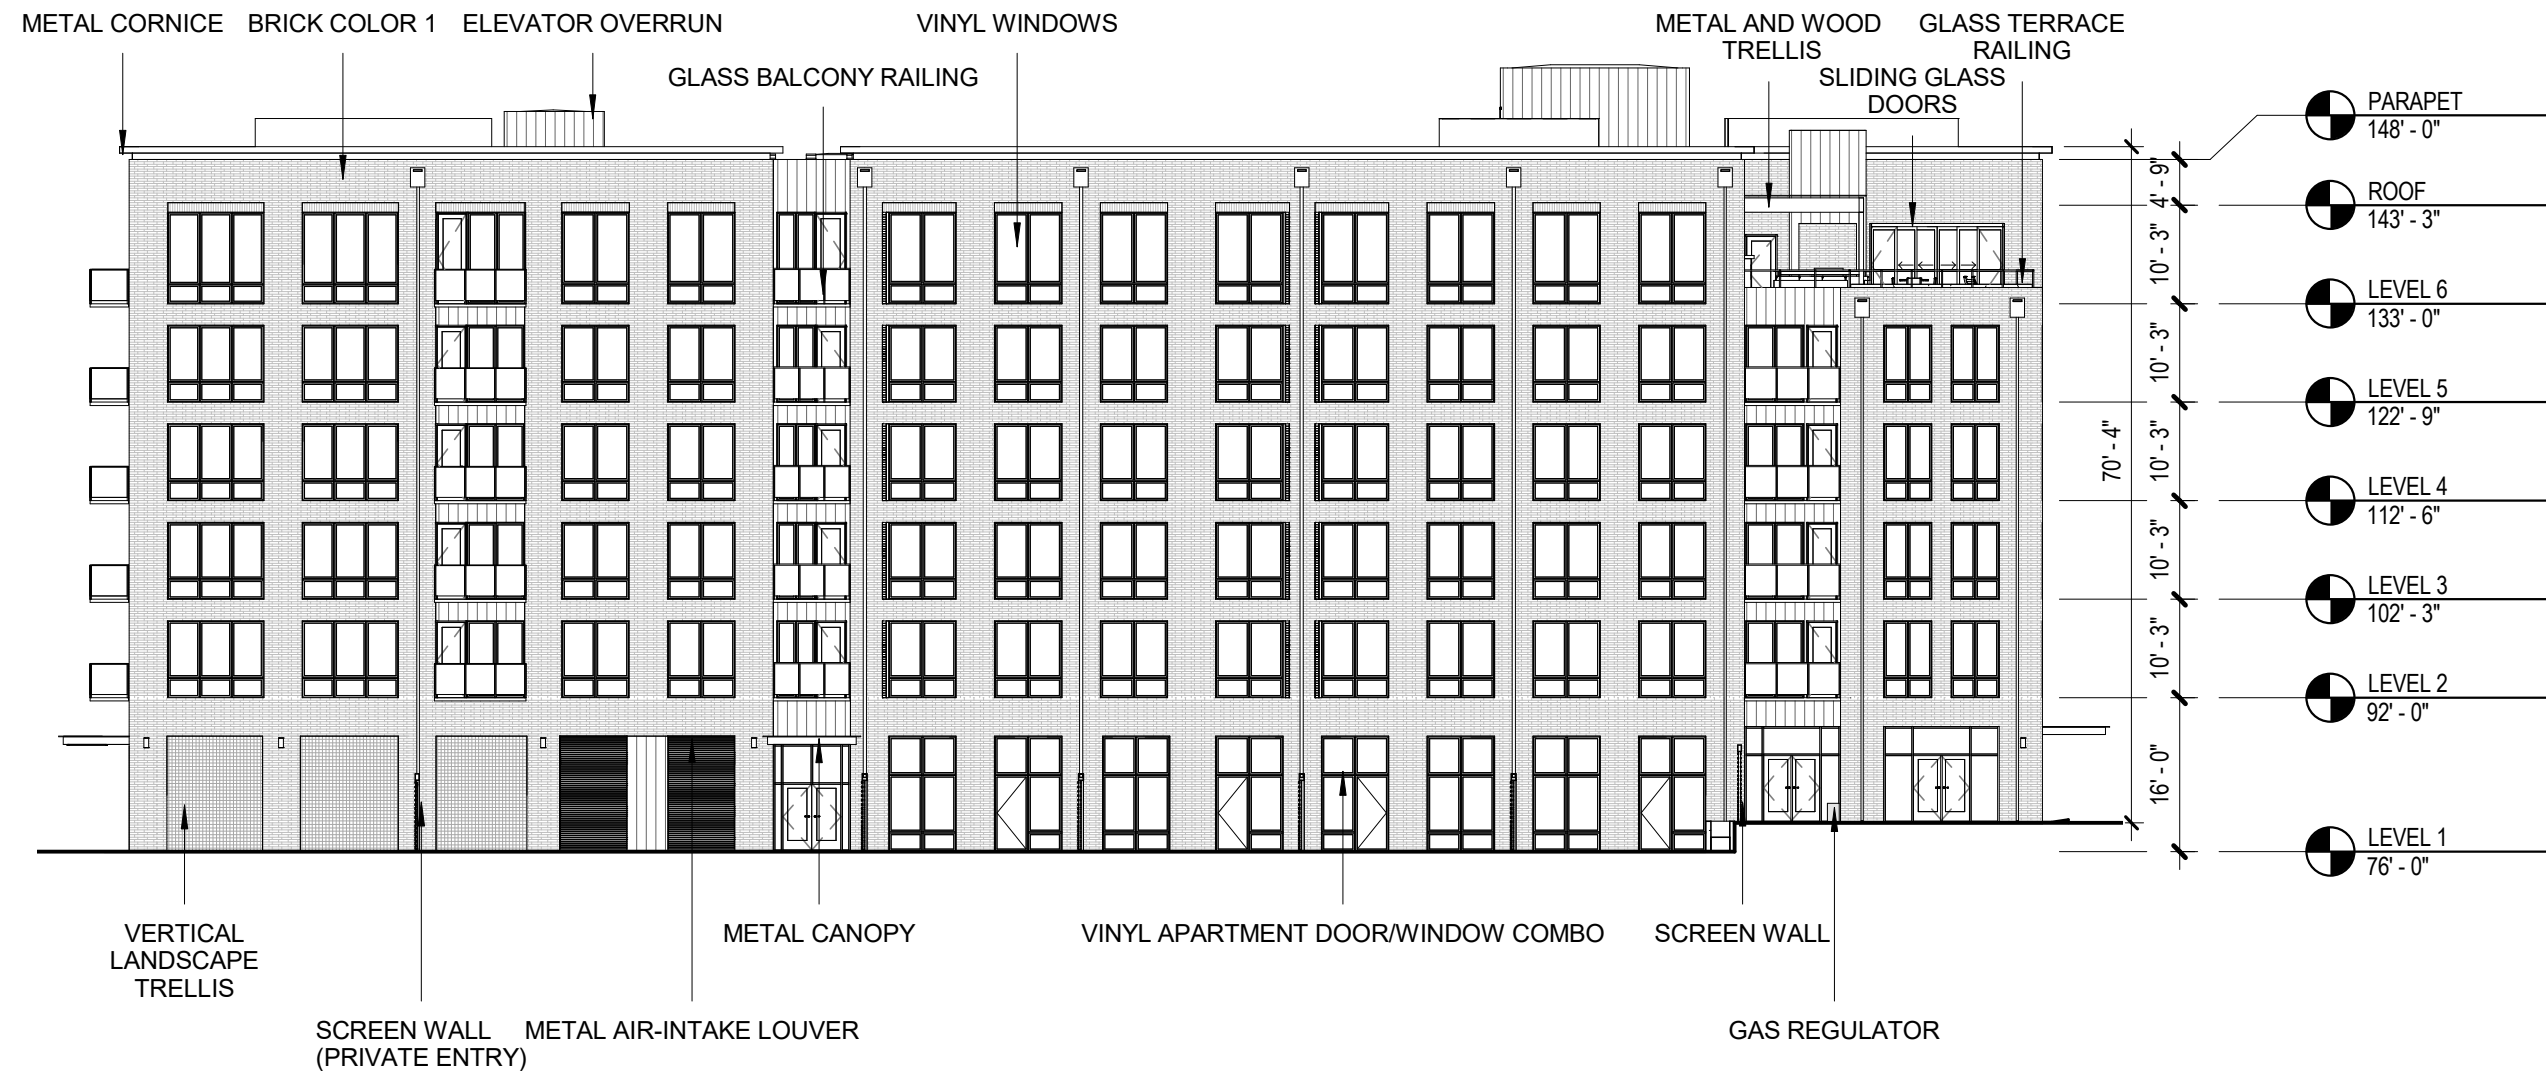 METAL CORNICE
BRICK COLOR 1
ELEVATOR OVERRUN
VINYL WINDOWS
METAL AND WOOD
TRELLIS
GLASS TERRACE
RAILING
GLASS BALCONY RAILING
SLIDING GLASS
DOORS
PARAPET
148' - 0"
ROOF
143' - 3"
LEVEL 6
133' - 0"
LEVEL 5
122' - 9"
LEVEL 4
112' - 6"
LEVEL 3
102' - 3"
LEVEL 2
92' - 0"
LEVEL 1
76' - 0"
4' - 9"
10' - 3"
10' - 3"
10' - 3"
10' - 3"
10' - 3"
16' - 0"
70' - 4"
VERTICAL
LANDSCAPE
TRELLIS
METAL CANOPY
VINYL APARTMENT DOOR/WINDOW COMBO
SCREEN WALL
SCREEN WALL
(PRIVATE ENTRY)
METAL AIR-INTAKE LOUVER
GAS REGULATOR